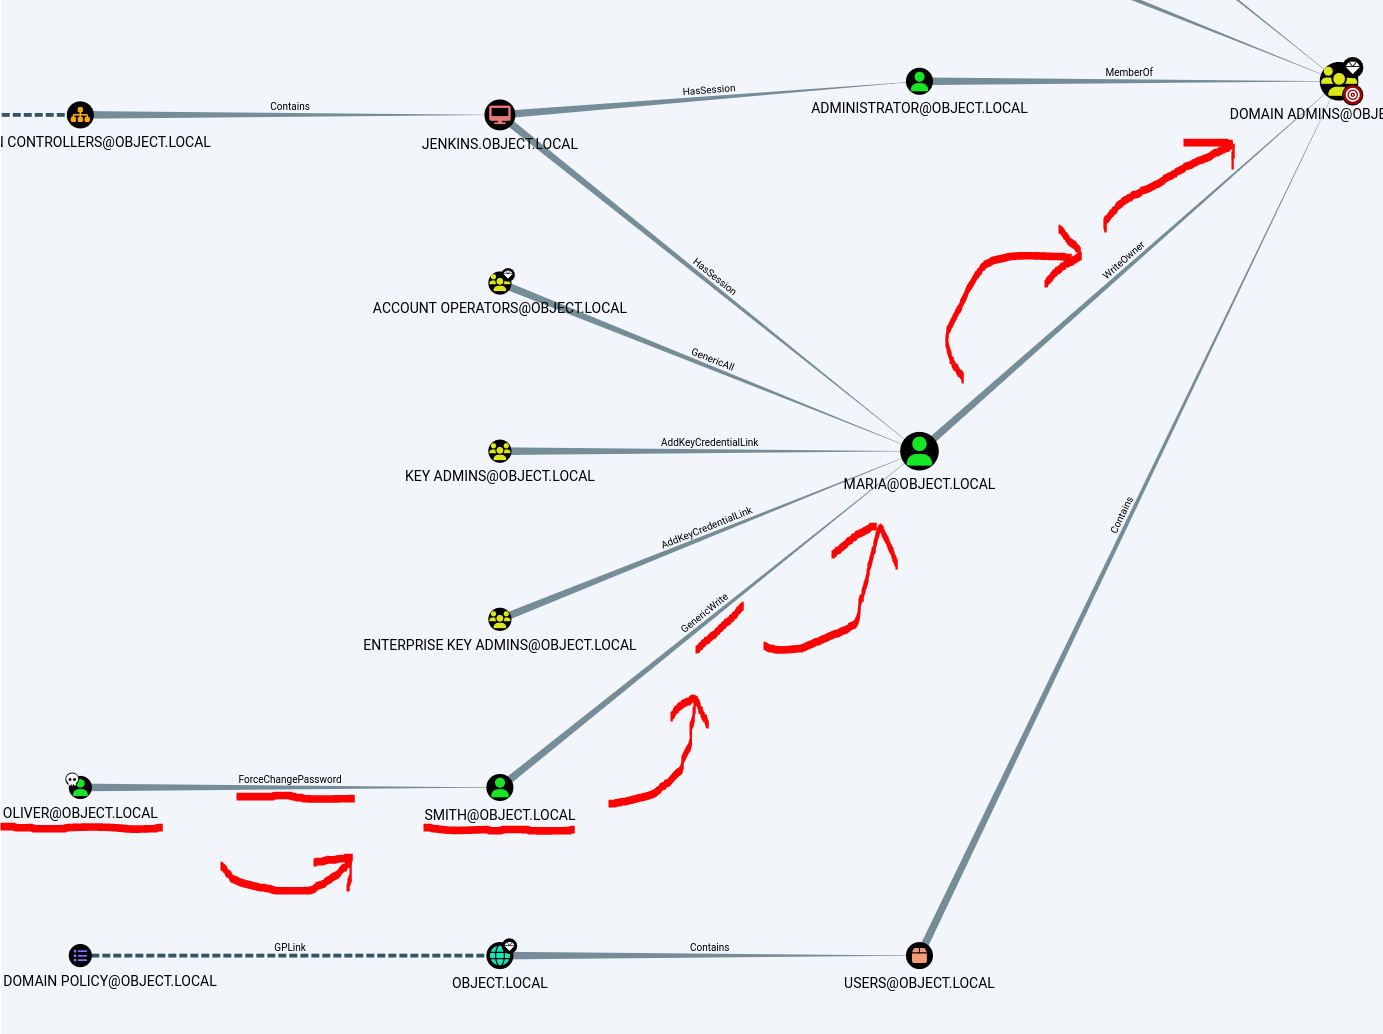 MemberOf
HasSession
ADMINISTRATOR@OBJECT.LOCAL
Contains
DOMAIN ADMINS@OBJE
N CONTROLLERS@OBJECT.LOCAL
JENKINS.OBJECT.LOCAL
HasSession
WriteOwner
ACCOUNT OPERATORS@OBJECT.LOCAL
GenericAll
AddKeyCredentialLink
KEY ADMINS@OBJECT.LOCAL
MARIA@OBJECT.LOCAL
AddKeyCredentialLink
Contains
GenericWrite
ENTERPRISE KEY ADMINS@OBJECT.LOCAL
ForceChangePassword
OLIVER@OBJECT.LOCAL
SMITH@OBJECT.LOCAL
GPLink
Contains
DOMAIN POLICY@OBJECT.LOCAL
OBJECT.LOCAL
USERS@OBJECT.LOCAL